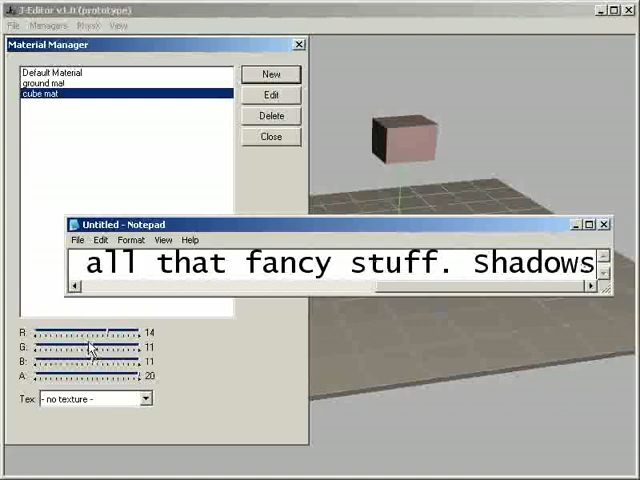 T-Editor v1.0 (prototype)
File Managers PhysX View
Material Manager
Default Material
ground mat
cube mat
New
Edit
Delete
Close
Untitled - Notepad
File Edit Format View Help
all that fancy stuff. Shadows
R: 14
G: 11
B: 11
A: 20
Tex: - no texture -